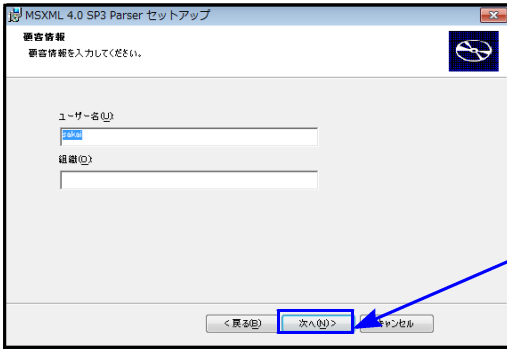 MSXML 4.0 SP3 Parser セットアップ
顧客情報
顧客情報を入力してください。
ユーザー名(U):
sakai
組織(O):
< 戻る(B)
次へ(N) >
キャンセル